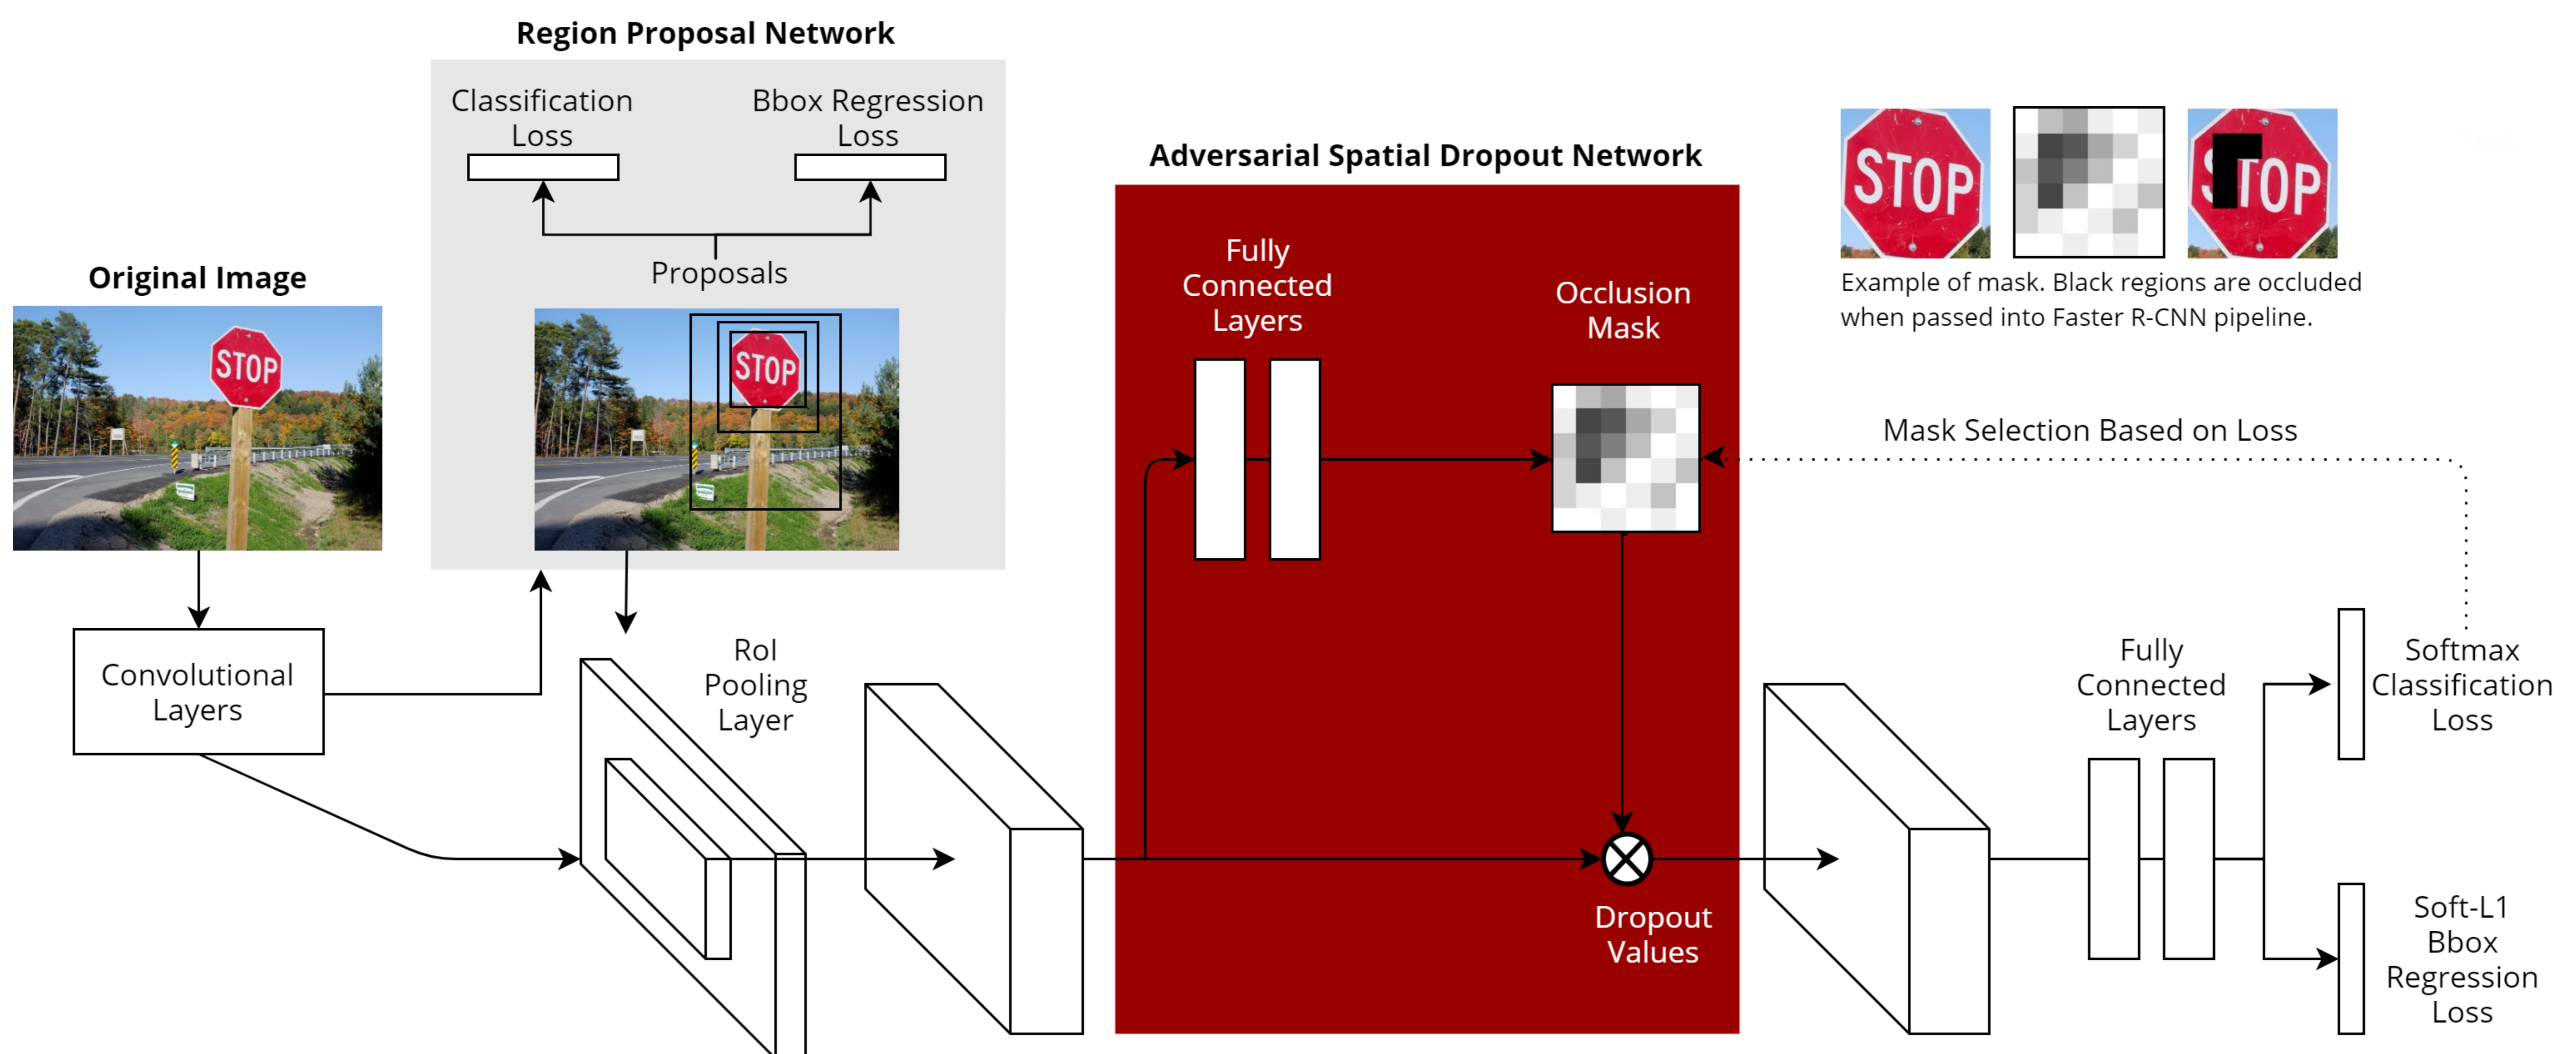 Region Proposal Network
Classification
Loss
Bbox Regression
Loss
Proposals
Original Image
STOP
STOP
Convolutional
Layers
RoI
Pooling
Layer
Adversarial Spatial Dropout Network
Fully
Connected
Layers
Occlusion
Mask
Dropout
Values
STOP
STOP
Example of mask. Black regions are occluded
when passed into Faster R-CNN pipeline.
Mask Selection Based on Loss
Fully
Connected
Layers
Softmax
Classification
Loss
Soft-L1
Bbox
Regression
Loss